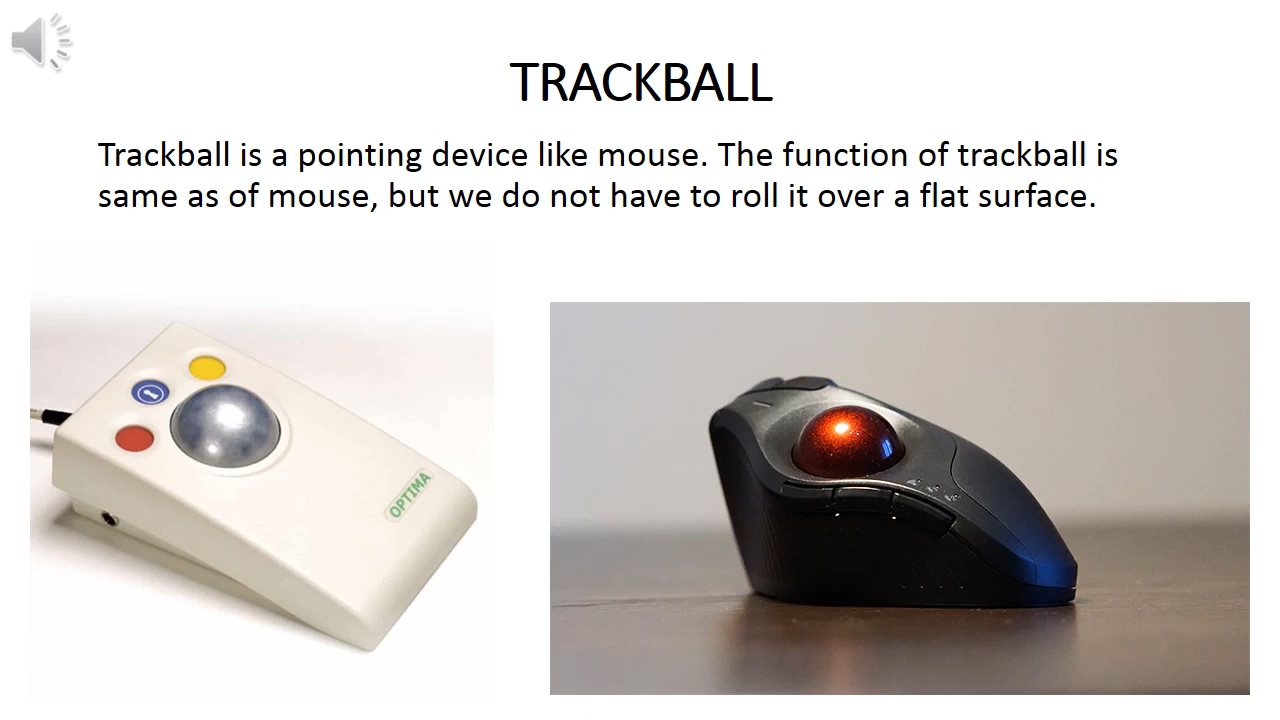 TRACKBALL
Trackball is a pointing device like mouse. The function of trackball is
same as of mouse, but we do not have to roll it over a flat surface.
OPTIMA